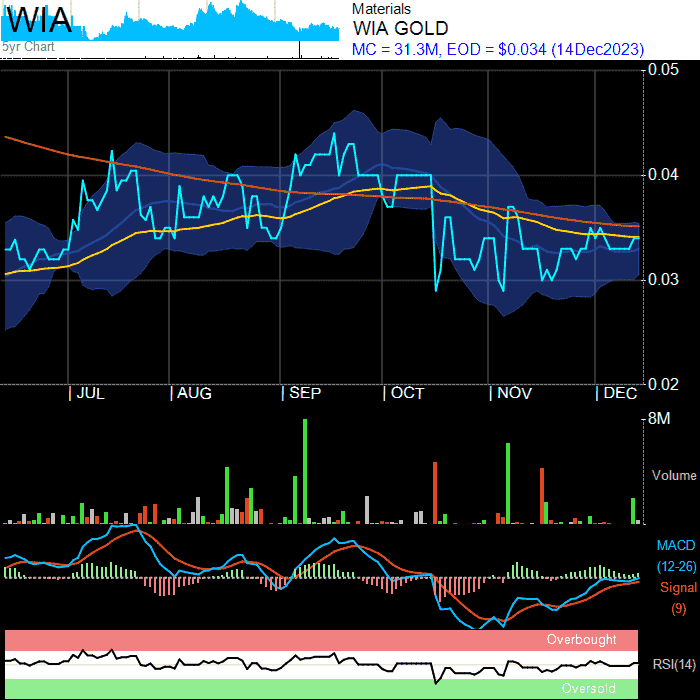 WIA
5yr Chart
Materials
WIA GOLD
MC = 31.3M, EOD = $0.034 (14Dec2023)
0.05
0.04
0.03
0.02
JUL
AUG
SEP
OCT
NOV
DEC
8M
Volume
MACD
(12-26)
Signal
(9)
Overbought
RSI(14)
Oversold